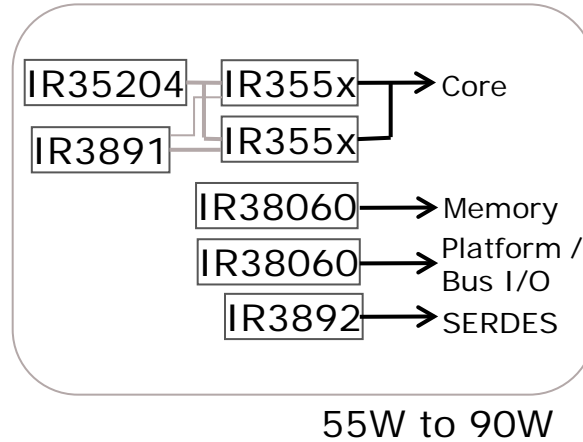 IR35204
IR355x
Core
IR3891
IR355x
IR38060
Memory
IR38060
Platform /
Bus I/O
IR3892
SERDES
55W to 90W